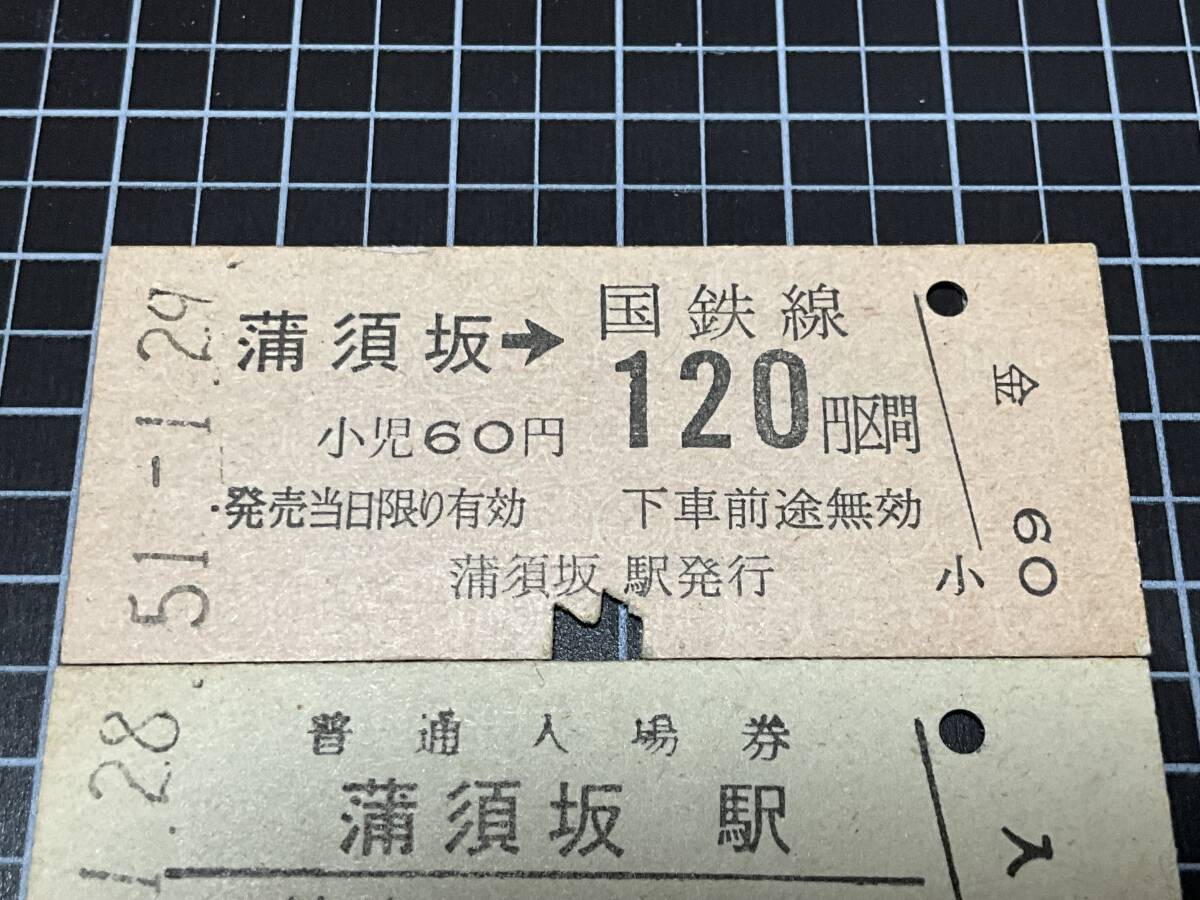 51-1.29
蒲須坂→国鉄線
120円区間
小児60円
発売当日限り有効 下車前途無効
蒲須坂駅発行
金
60
小
1.28
普通入場券
蒲須坂駅
入